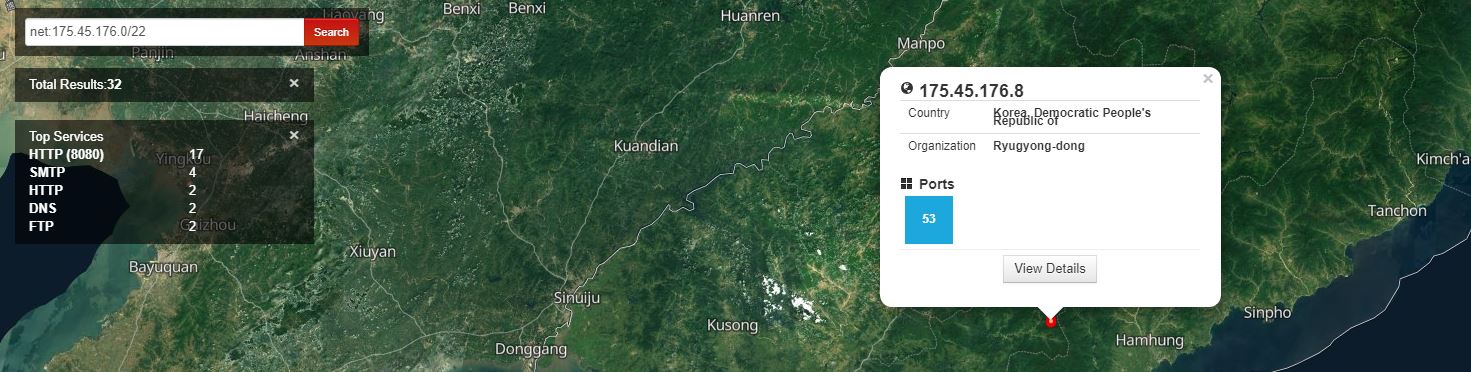 Liaoyang
Benxi
Benxi
Huanren
net:175.45.176.0/22
Search
Manpo
Panjin
Anshan
Total Results:32
×
175.45.176.8
×
Haicheng
Country
Korea, Democratic People's
Republic of
Top Services
×
Kuandian
Organization
Ryugyong-dong
HTTP (8080)
17
Yingkou
Kimch'a
SMTP
4
Ports
HTTP
2
DNS
2
Tanchon
53
FTP
2
Gaizhou
Xiuyan
Bayuquan
View Details
Sinuiju
Sinpho
Kusong
Hamhung
Donggang